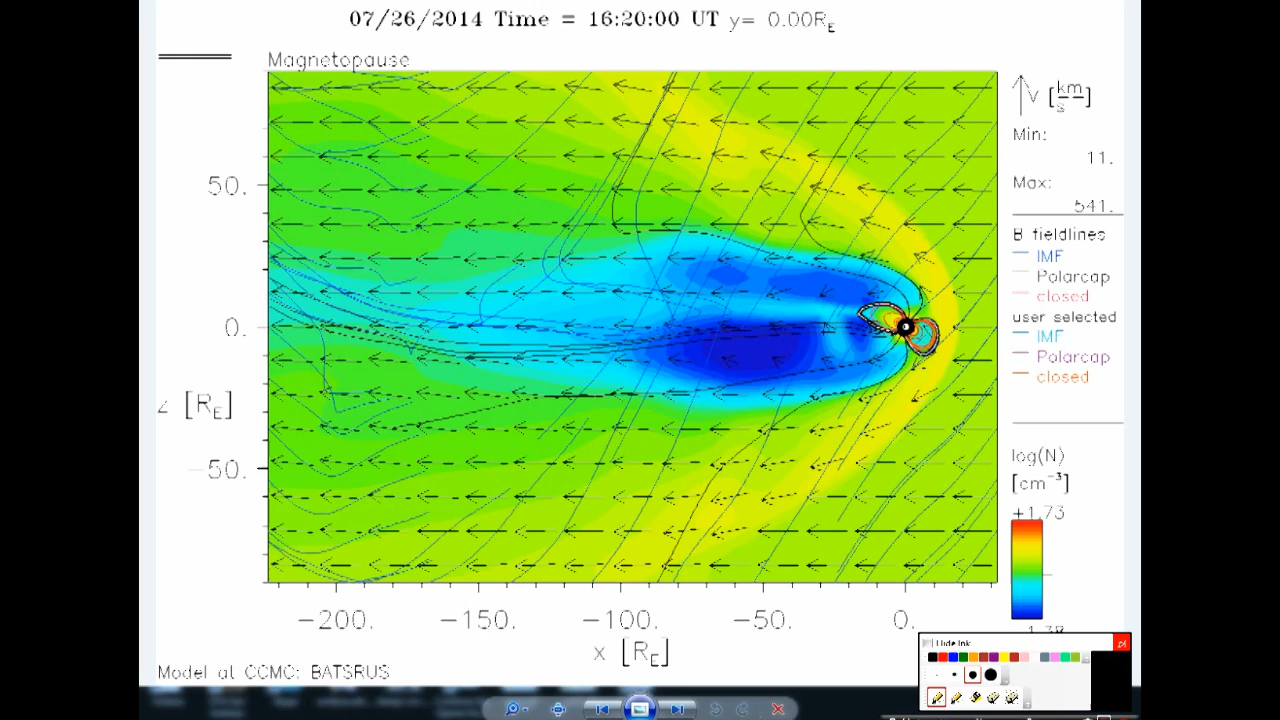 07/26/2014 Time = 16:20:00 UT y= 0.00R_E
Magnetopause
V [km/s]
Min:
11.
Max:
541.
B fieldlines
IMF
Polarcap
closed
user selected
IMF
Polarcap
closed
log(N)
[cm⁻³]
+1.73
50.
0.
-50.
z [R_E]
-200. -150. -100. -50. 0.
x [R_E]
Model at CCMC: BATSRUS
Hide Ink